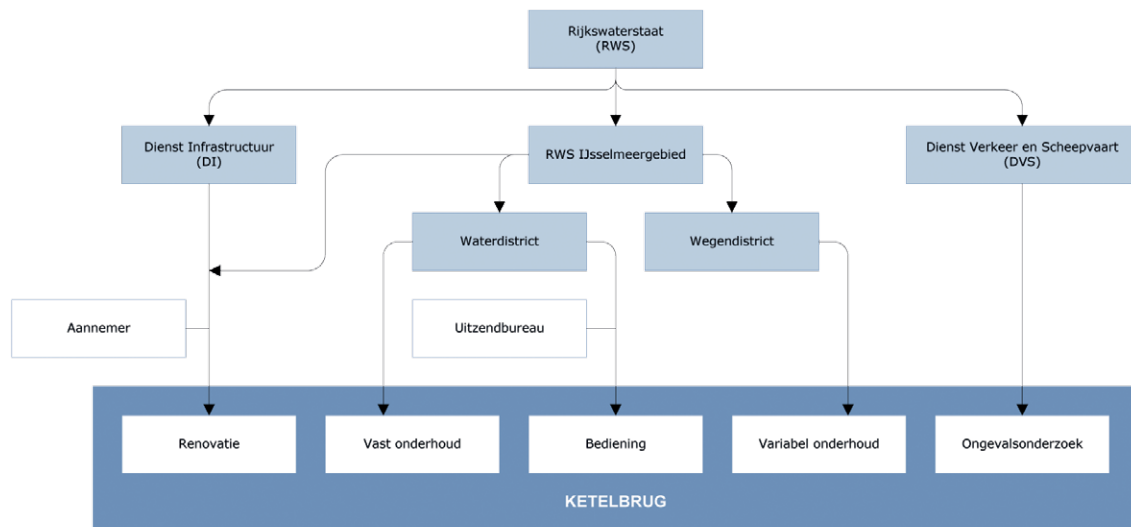 Rijkswaterstaat
(RWS)
Dienst Infrastructuur
(DI)
RWS IJsselmeergebied
Dienst Verkeer en Scheepvaart
(DVS)
Waterdistrict
Wegendistrict
Aannemer
Uitzendbureau
Renovatie
Vast onderhoud
Bediening
Variabel onderhoud
Ongevalsonderzoek
KETELBRUG